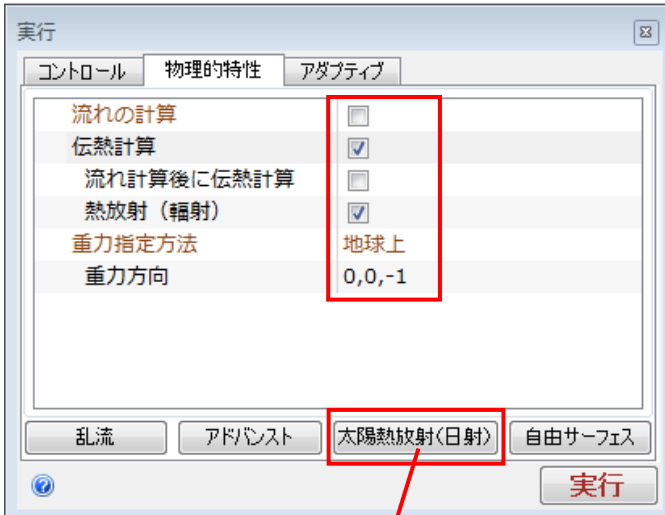 実行
コントロール 物理的特性 アダプティブ
流れの計算
伝熱計算
流れ計算後に伝熱計算
熱放射（輻射）
重力指定方法 地球上
重力方向 0,0,-1
乱流 アドバンスト 太陽熱放射(日射) 自由サーフェス
実行